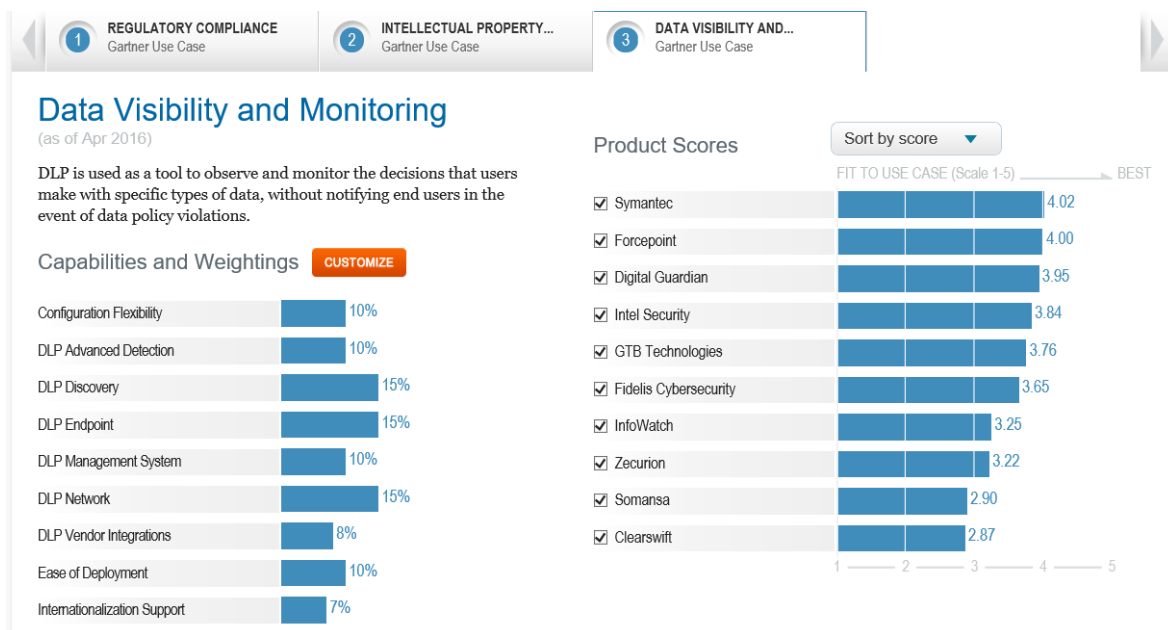 1
REGULATORY COMPLIANCE
Gartner Use Case
2
INTELLECTUAL PROPERTY...
Gartner Use Case
3
DATA VISIBILITY AND...
Gartner Use Case
Data Visibility and Monitoring
(as of Apr 2016)
DLP is used as a tool to observe and monitor the decisions that users
make with specific types of data, without notifying end users in the
event of data policy violations.
Capabilities and Weightings
CUSTOMIZE
Configuration Flexibility 10%
DLP Advanced Detection 10%
DLP Discovery 15%
DLP Endpoint 15%
DLP Management System 10%
DLP Network 15%
DLP Vendor Integrations 8%
Ease of Deployment 10%
Internationalization Support 7%
Product Scores
Sort by score
FIT TO USE CASE (Scale 1-5) BEST
Symantec 4.02
Forcepoint 4.00
Digital Guardian 3.95
Intel Security 3.84
GTB Technologies 3.76
Fidelis Cybersecurity 3.65
InfoWatch 3.25
Zecurion 3.22
Somansa 2.90
Clearswift 2.87
1 2 3 4 5